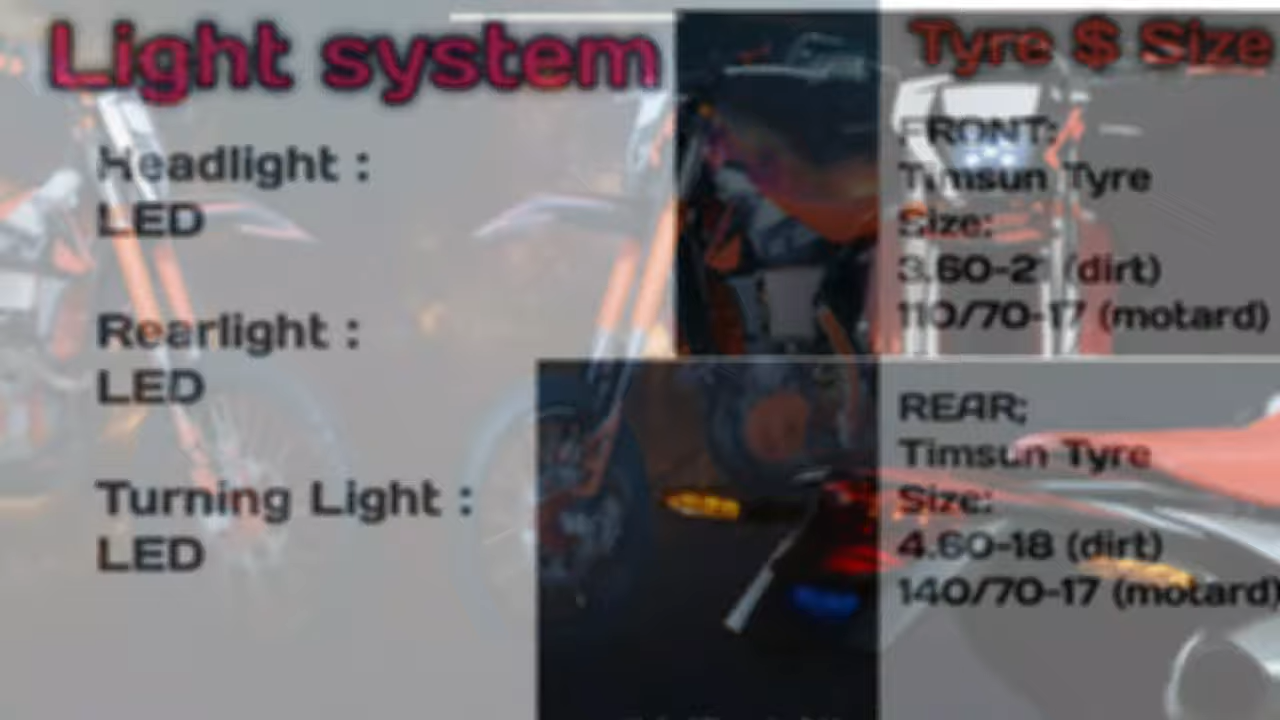 Light system
Headlight :
LED
Rearlight :
LED
Turning Light :
LED
Tyre $ Size
FRONT:
Timsun Tyre
Size:
3.60-21 (dirt)
110/70-17 (motard)
REAR;
Timsun Tyre
Size:
4.60-18 (dirt)
140/70-17 (motard)